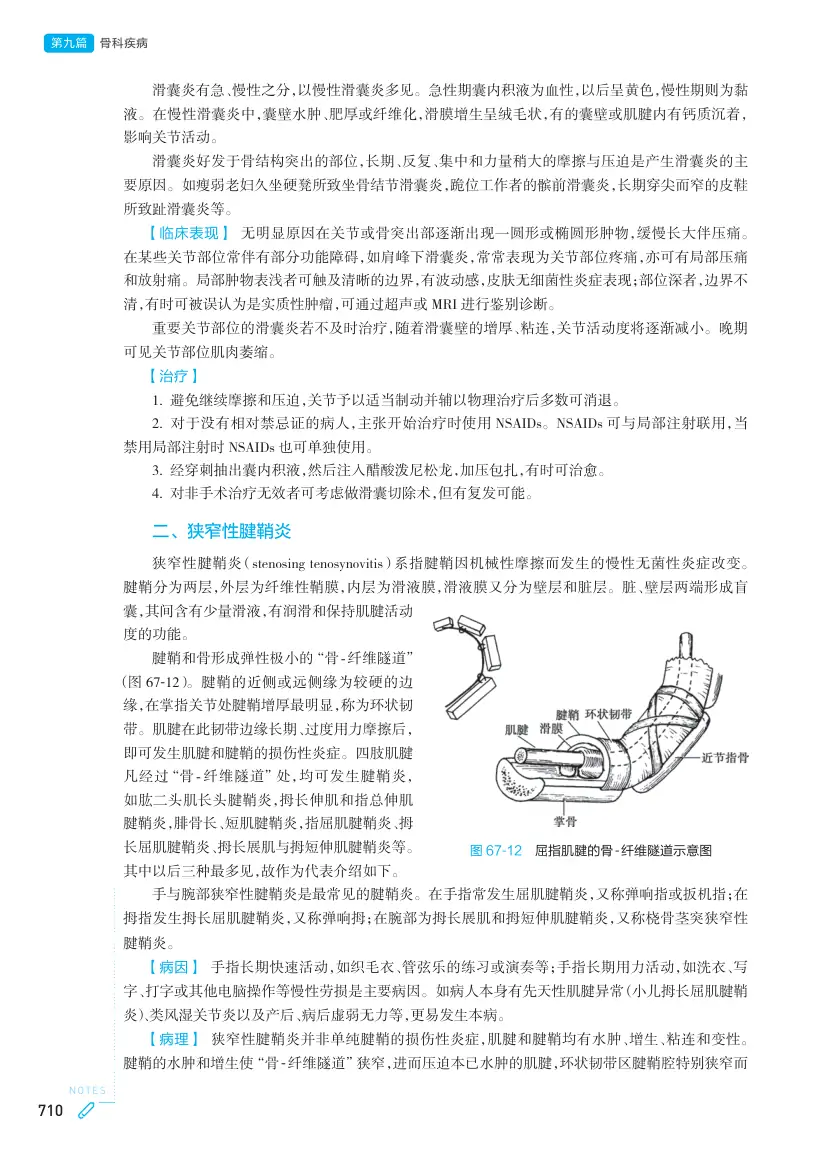 第九篇 骨科疾病
滑囊炎有急、慢性之分，以慢性滑囊炎多见。急性期囊内积液为血性，以后呈黄色，慢性期则为黏
液。在慢性滑囊炎中，囊壁水肿、肥厚或纤维化，滑膜增生呈绒毛状，有的囊壁或肌腱内有钙质沉着，
影响关节活动。
滑囊炎好发于骨结构突出的部位，长期、反复、集中和力量稍大的摩擦与压迫是产生滑囊炎的主
要原因。如瘦弱老妇久坐硬凳所致坐骨结节滑囊炎，跪位工作者的髌前滑囊炎，长期穿尖而窄的皮鞋
所致趾滑囊炎等。
【临床表现】 无明显原因在关节或骨突出部逐渐出现一圆形或椭圆形肿物，缓慢长大伴压痛。
在某些关节部位常伴有部分功能障碍，如肩峰下滑囊炎，常常表现为关节部位疼痛，亦可有局部压痛
和放射痛。局部肿物表浅者可触及清晰的边界，有波动感，皮肤无细菌性炎症表现；部位深者，边界不
清，有时可被误认为是实质性肿瘤，可通过超声或 MRI 进行鉴别诊断。
重要关节部位的滑囊炎若不及时治疗，随着滑囊壁的增厚、粘连，关节活动度将逐渐减小。晚期
可见关节部位肌肉萎缩。
【治疗】
1. 避免继续摩擦和压迫，关节予以适当制动并辅以物理治疗后多数可消退。
2. 对于没有相对禁忌证的病人，主张开始治疗时使用 NSAIDs。NSAIDs 可与局部注射联用，当
禁用局部注射时 NSAIDs 也可单独使用。
3. 经穿刺抽出囊内积液，然后注入醋酸泼尼松龙，加压包扎，有时可治愈。
4. 对非手术治疗无效者可考虑做滑囊切除术，但有复发可能。
二、狭窄性腱鞘炎
狭窄性腱鞘炎（stenosing tenosynovitis）系指腱鞘因机械性摩擦而发生的慢性无菌性炎症改变。
腱鞘分为两层，外层为纤维性鞘膜，内层为滑液膜，滑液膜又分为壁层和脏层。脏、壁层两端形成盲
囊，其间含有少量滑液，有润滑和保持肌腱活动
度的功能。
腱鞘和骨形成弹性极小的“骨-纤维隧道”
（图 67-12）。腱鞘的近侧或远侧缘为较硬的边
缘，在掌指关节处腱鞘增厚最明显，称为环状韧
带。肌腱在此韧带边缘长期、过度用力摩擦后，
即可发生肌腱和腱鞘的损伤性炎症。四肢肌腱
凡经过“骨-纤维隧道”处，均可发生腱鞘炎，
如肱二头肌长头腱鞘炎，拇长伸肌和指总伸肌
腱鞘炎，腓骨长、短肌腱鞘炎，指屈肌腱鞘炎、拇
长屈肌腱鞘炎、拇长展肌与拇短伸肌腱鞘炎等。
其中以后三种最多见，故作为代表介绍如下。
腱鞘 环状韧带
肌腱 滑膜
近节指骨
掌骨
图 67-12 屈指肌腱的骨-纤维隧道示意图
手与腕部狭窄性腱鞘炎是最常见的腱鞘炎。在手指常发生屈肌腱鞘炎，又称弹响指或扳机指；在
拇指发生拇长屈肌腱鞘炎，又称弹响拇；在腕部为拇长展肌和拇短伸肌腱鞘炎，又称桡骨茎突狭窄性
腱鞘炎。
【病因】 手指长期快速活动，如织毛衣、管弦乐的练习或演奏等；手指长期用力活动，如洗衣、写
字、打字或其他电脑操作等慢性劳损是主要病因。如病人本身有先天性肌腱异常（小儿拇长屈肌腱鞘
炎）、类风湿关节炎以及产后、病后虚弱无力等，更易发生本病。
【病理】 狭窄性腱鞘炎并非单纯腱鞘的损伤性炎症，肌腱和腱鞘均有水肿、增生、粘连和变性。
腱鞘的水肿和增生使“骨-纤维隧道”狭窄，进而压迫本已水肿的肌腱，环状韧带区腱鞘腔特别狭窄而
NOTES
710